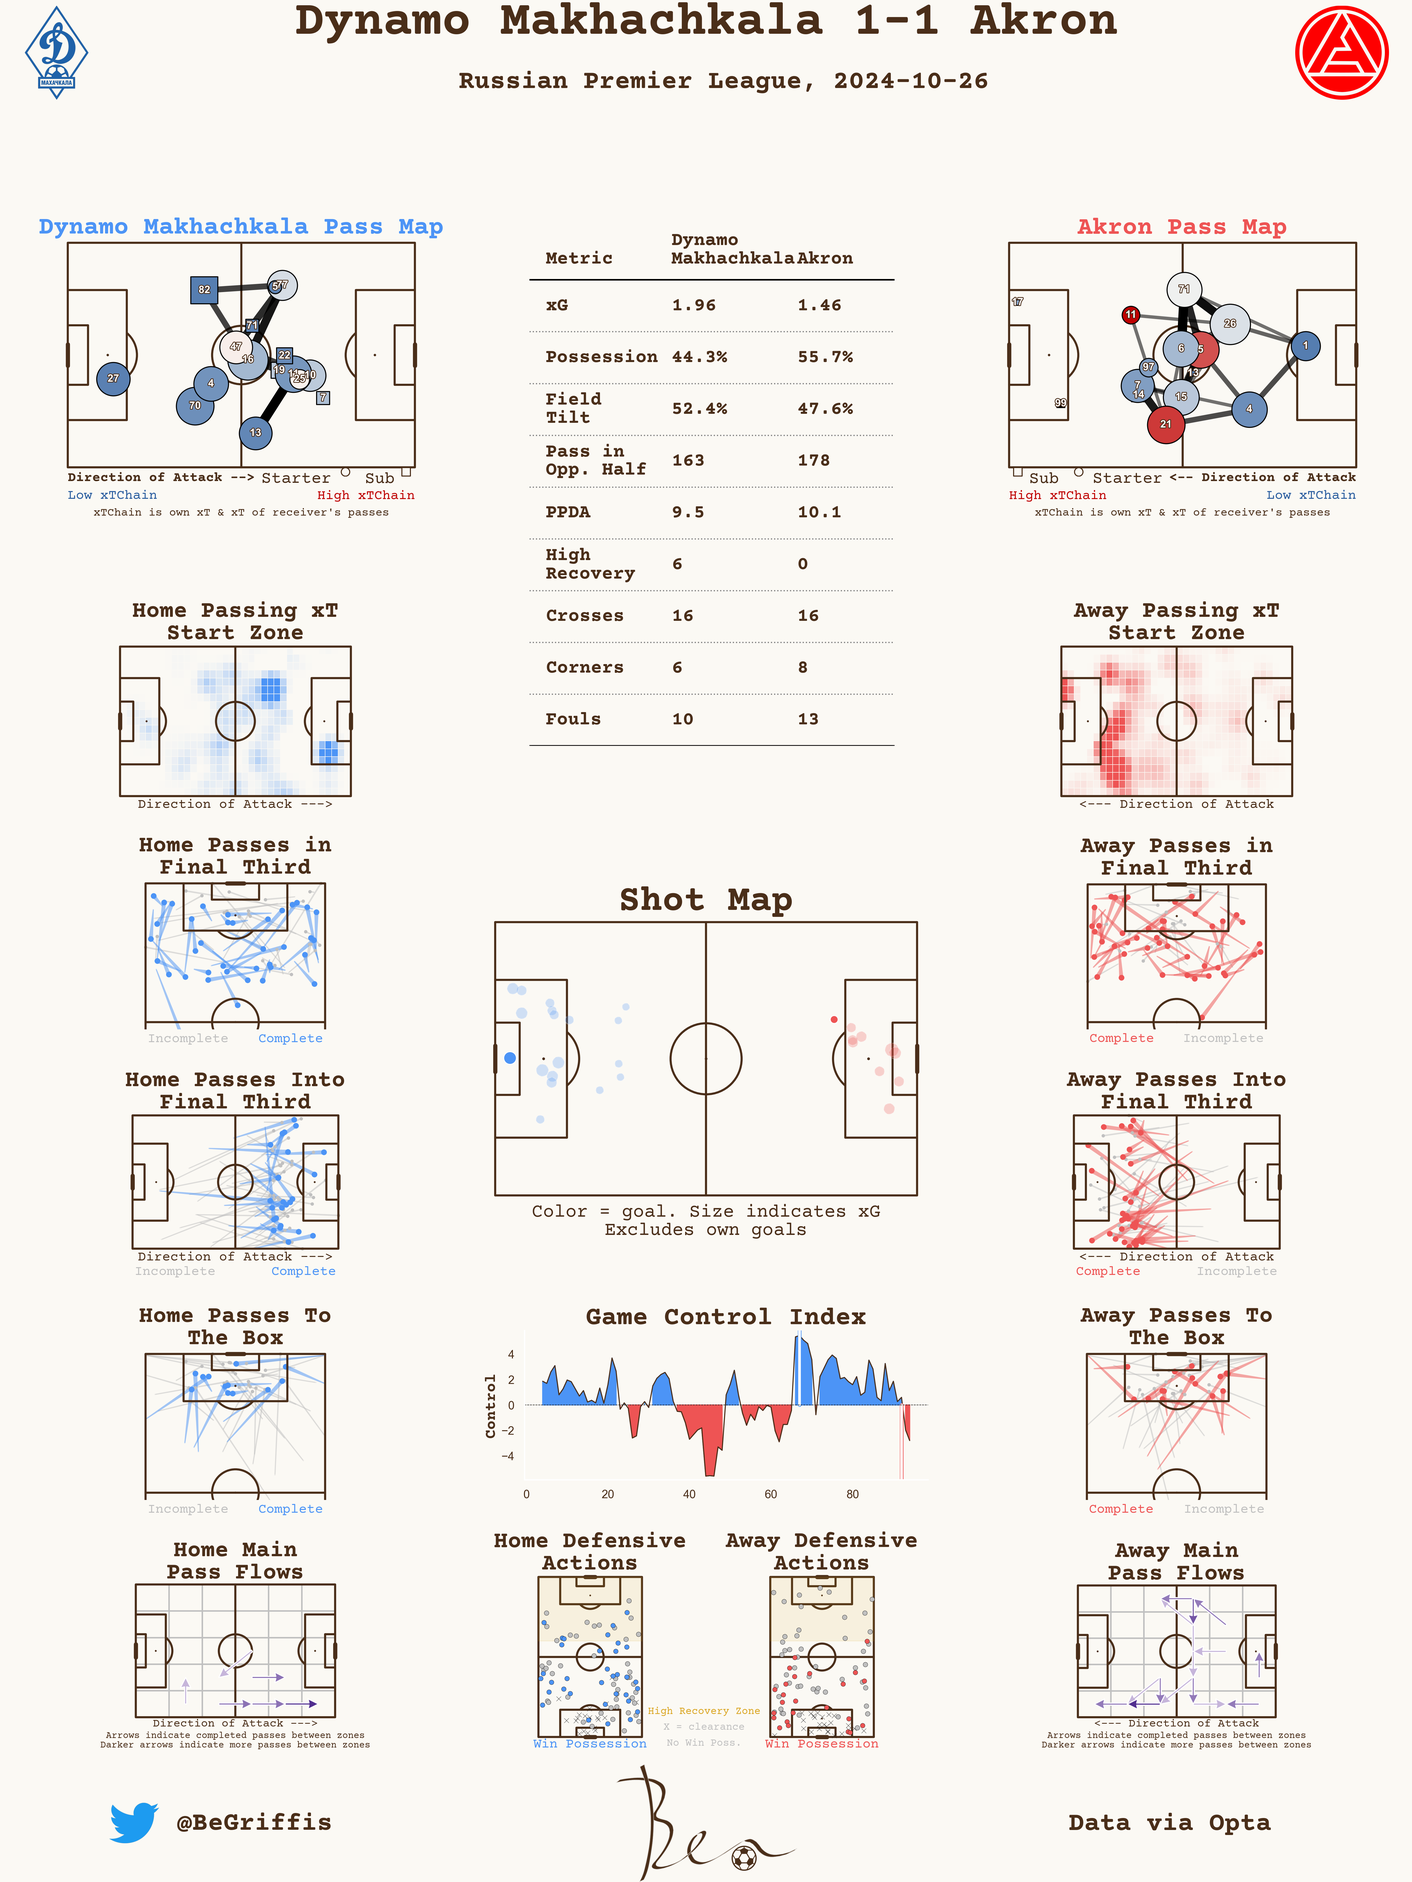 Dynamo Makhachkala 1-1 Akron
Russian Premier League, 2024-10-26
МАХАЧКАЛА
Dynamo Makhachkala Pass Map
82
71
47
16
22
19
10
25
7
27
4
70
13
Direction of Attack -->
Starter
Sub
Low xTChain
High xTChain
xTChain is own xT & xT of receiver's passes
Metric Dynamo Makhachkala Akron
xG 1.96 1.46
Possession 44.3% 55.7%
Field Tilt 52.4% 47.6%
Pass in Opp. Half 163 178
PPDA 9.5 10.1
High Recovery 6 0
Crosses 16 16
Corners 6 8
Fouls 10 13
Akron Pass Map
17
71
11
26
6
5
1
97
13
7
14
15
99
4
21
Sub
Starter
<-- Direction of Attack
High xTChain
Low xTChain
xTChain is own xT & xT of receiver's passes
Home Passing xT
Start Zone
Direction of Attack --->
Away Passing xT
Start Zone
<--- Direction of Attack
Home Passes in
Final Third
Incomplete
Complete
Away Passes in
Final Third
Complete
Incomplete
Shot Map
Color = goal. Size indicates xG
Excludes own goals
Home Passes Into
Final Third
Direction of Attack --->
Incomplete
Complete
Away Passes Into
Final Third
<--- Direction of Attack
Complete
Incomplete
Home Passes To
The Box
Incomplete
Complete
Game Control Index
Control
4
2
0
−2
−4
0
20
40
60
80
Away Passes To
The Box
Complete
Incomplete
Home Main
Pass Flows
Direction of Attack --->
Arrows indicate completed passes between zones
Darker arrows indicate more passes between zones
Home Defensive
Actions
Win Possession
Away Defensive
Actions
Win Possession
High Recovery Zone
X = clearance
No Win Poss.
Away Main
Pass Flows
<--- Direction of Attack
Arrows indicate completed passes between zones
Darker arrows indicate more passes between zones
@BeGriffis
Ben
Data via Opta